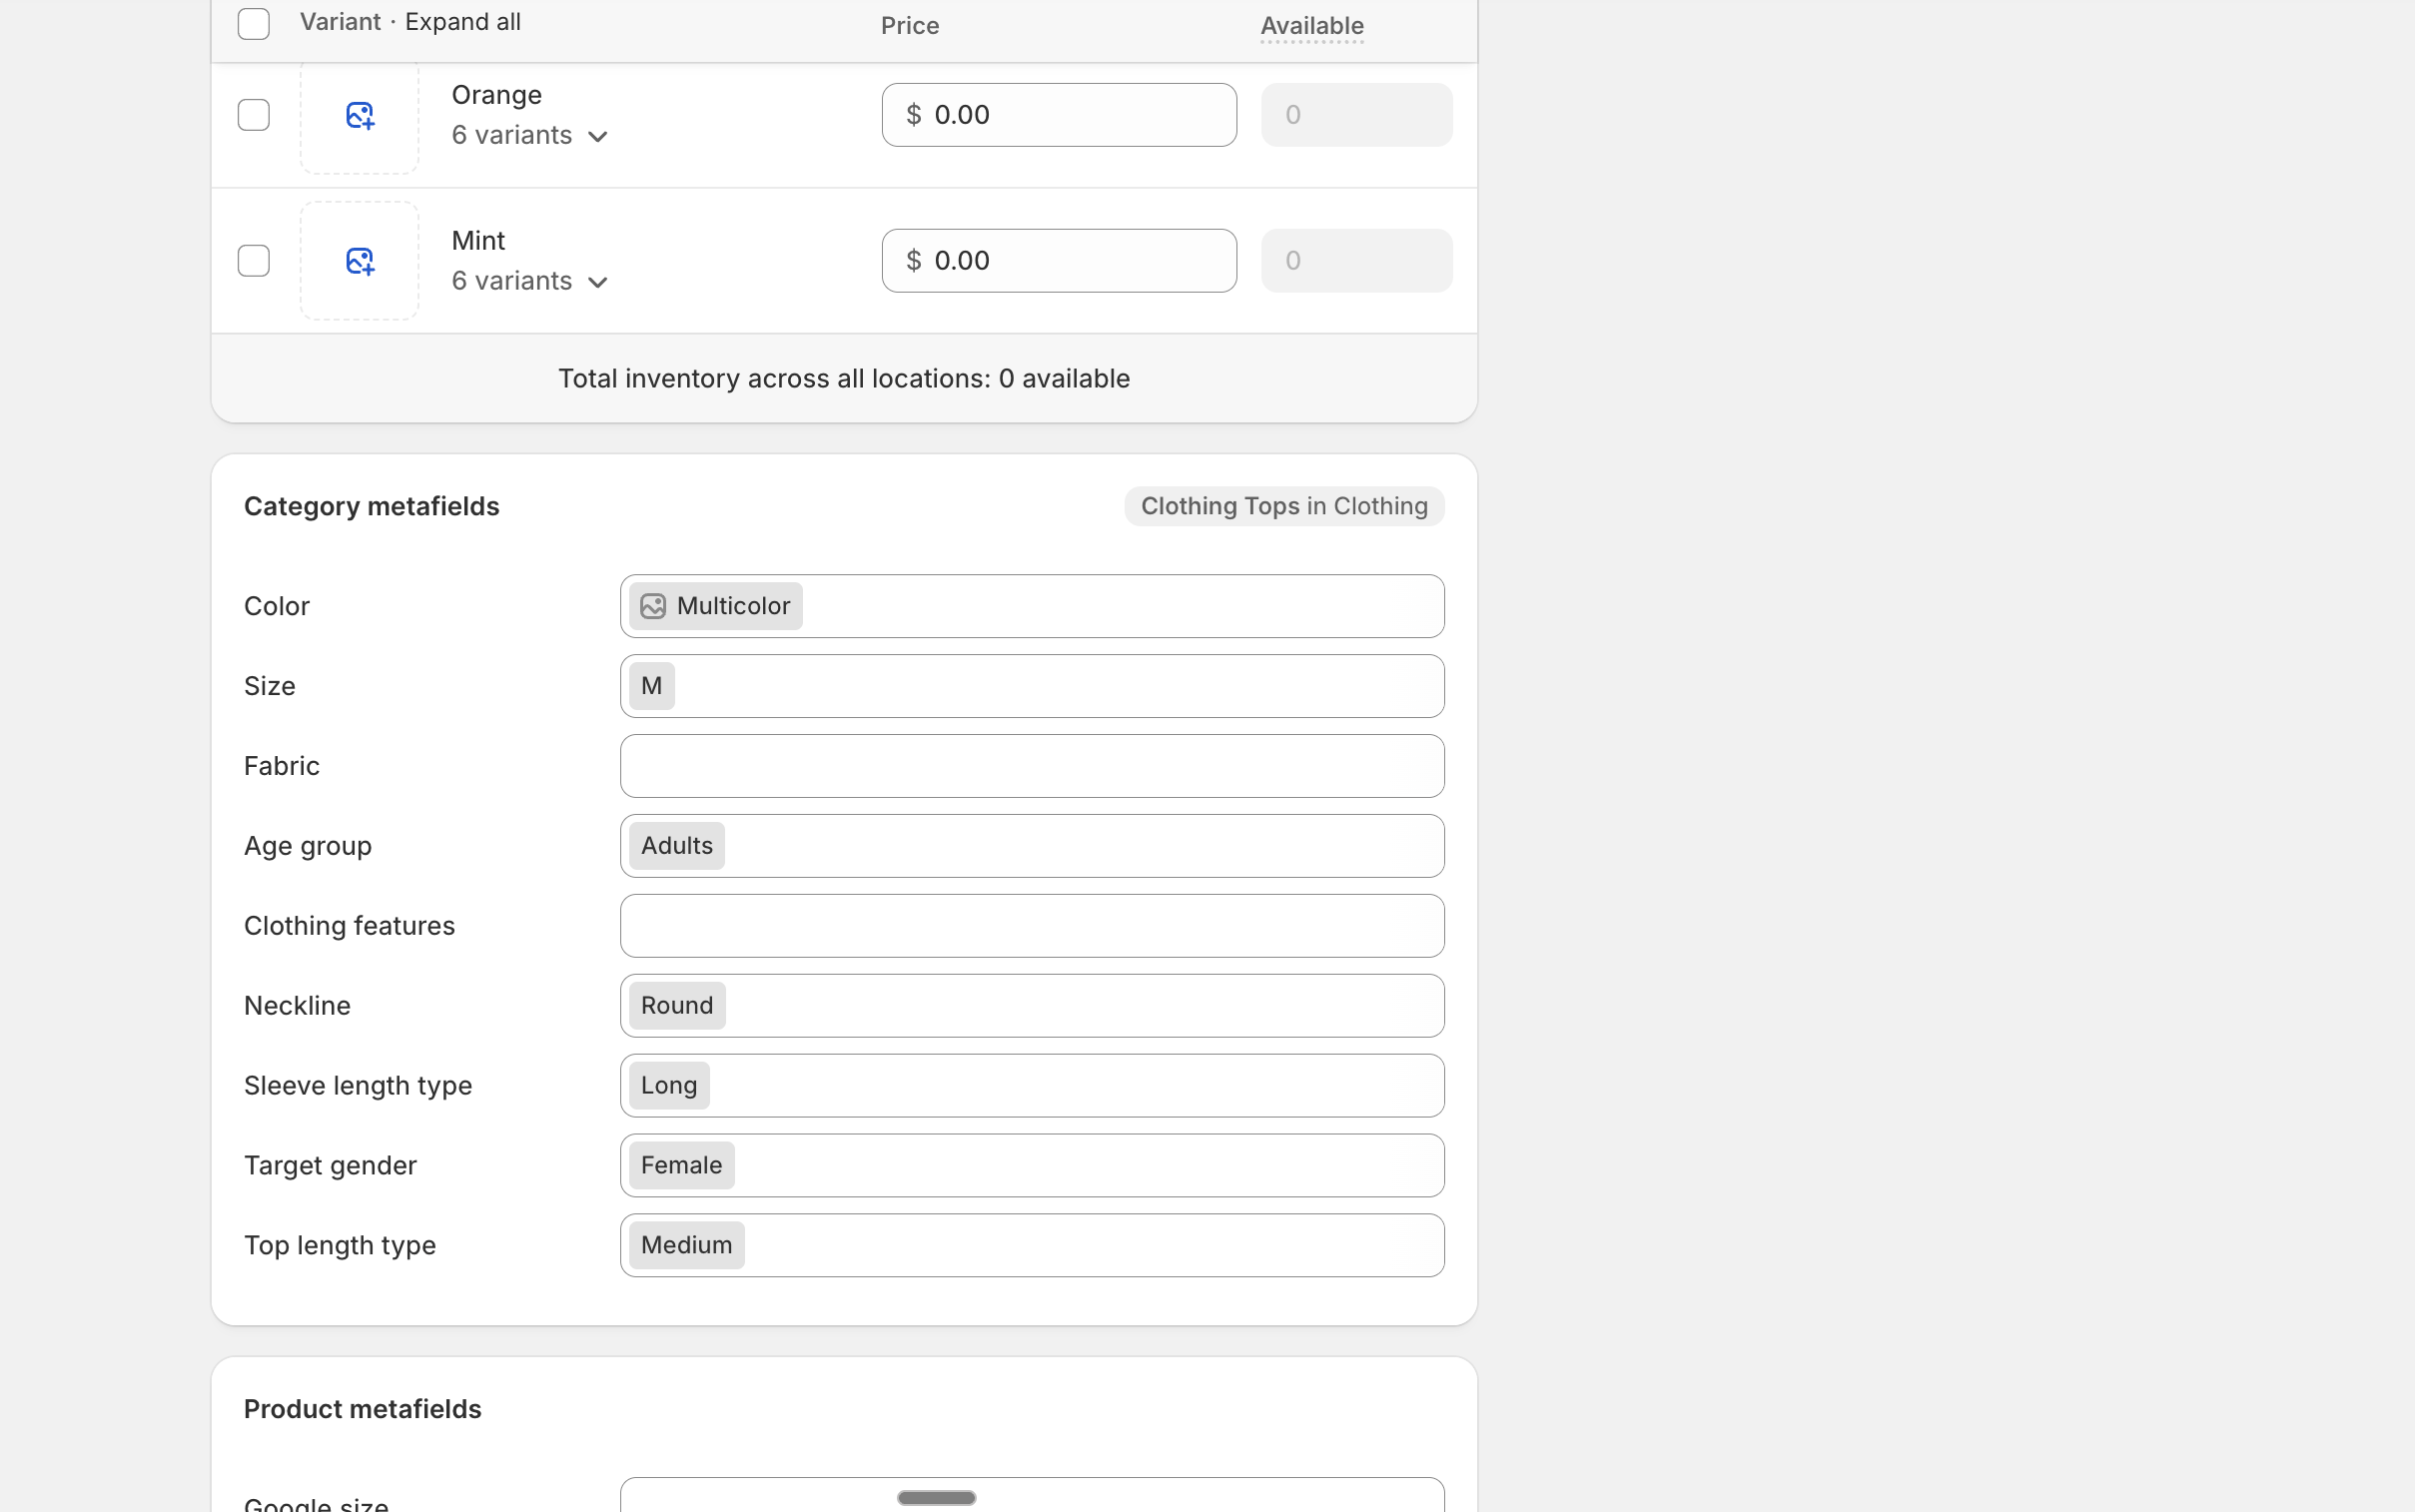 Variant · Expand all Price Available
Orange
6 variants
$ 0.00 0
Mint
6 variants
$ 0.00 0
Total inventory across all locations: 0 available
Category metafields Clothing Tops in Clothing
Color Multicolor
Size M
Fabric
Age group Adults
Clothing features
Neckline Round
Sleeve length type Long
Target gender Female
Top length type Medium
Product metafields
Google size